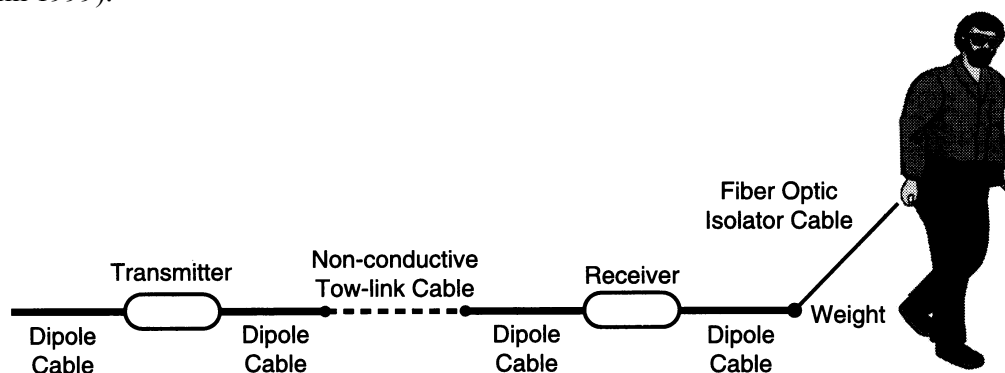 1999).
Fiber Optic
Isolator Cable
Transmitter
Non-conductive
Tow-link Cable
Receiver
Weight
Dipole
Cable
Dipole
Cable
Dipole
Cable
Dipole
Cable